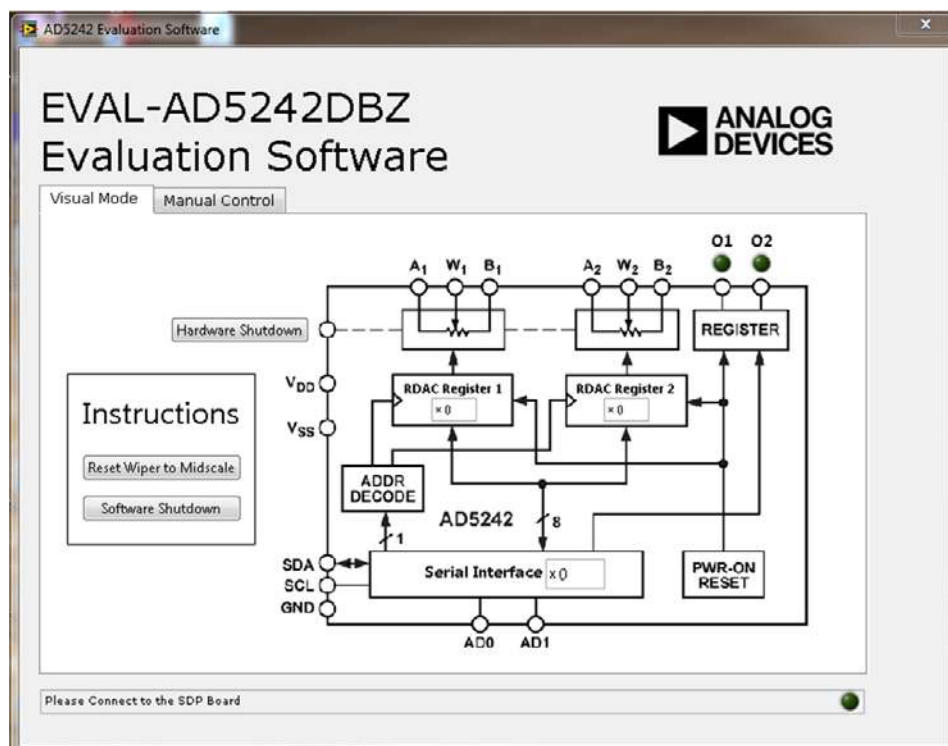 AD5242 Evaluation Software
x
EVAL-AD5242DBZ
Evaluation Software
ANALOG
DEVICES
Visual Mode
Manual Control
O1 O2
A1 W1 B1 A2 W2 B2
Hardware Shutdown
REGISTER
VDD
RDAC Register 1
x 0
RDAC Register 2
x 0
Instructions
VSS
Reset Wiper to Midscale
Software Shutdown
ADDR
DECODE
AD5242
8
1
SDA
SCL
GND
Serial Interface x 0
PWR-ON
RESET
AD0 AD1
Please Connect to the SDP Board